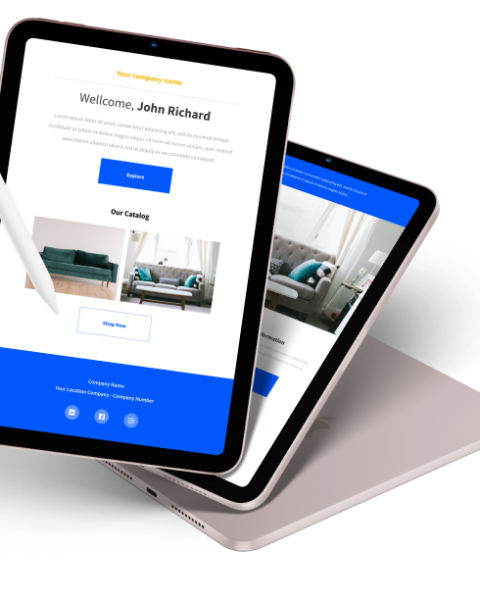 Your company name
Wellcome, John Richard
Lorem ipsum dolor sit amet, consectetur adipiscing elit, sed do eiusmod tempor
incididunt ut labore et dolore magna aliqua. Ut enim ad minim veniam, quis nostrud
exercitation ullamco laboris nisi ut aliquip ex ea commodo consequat.
Explore
Our Catalog
Shop Now
Company Name
Your Location Company - Company Number